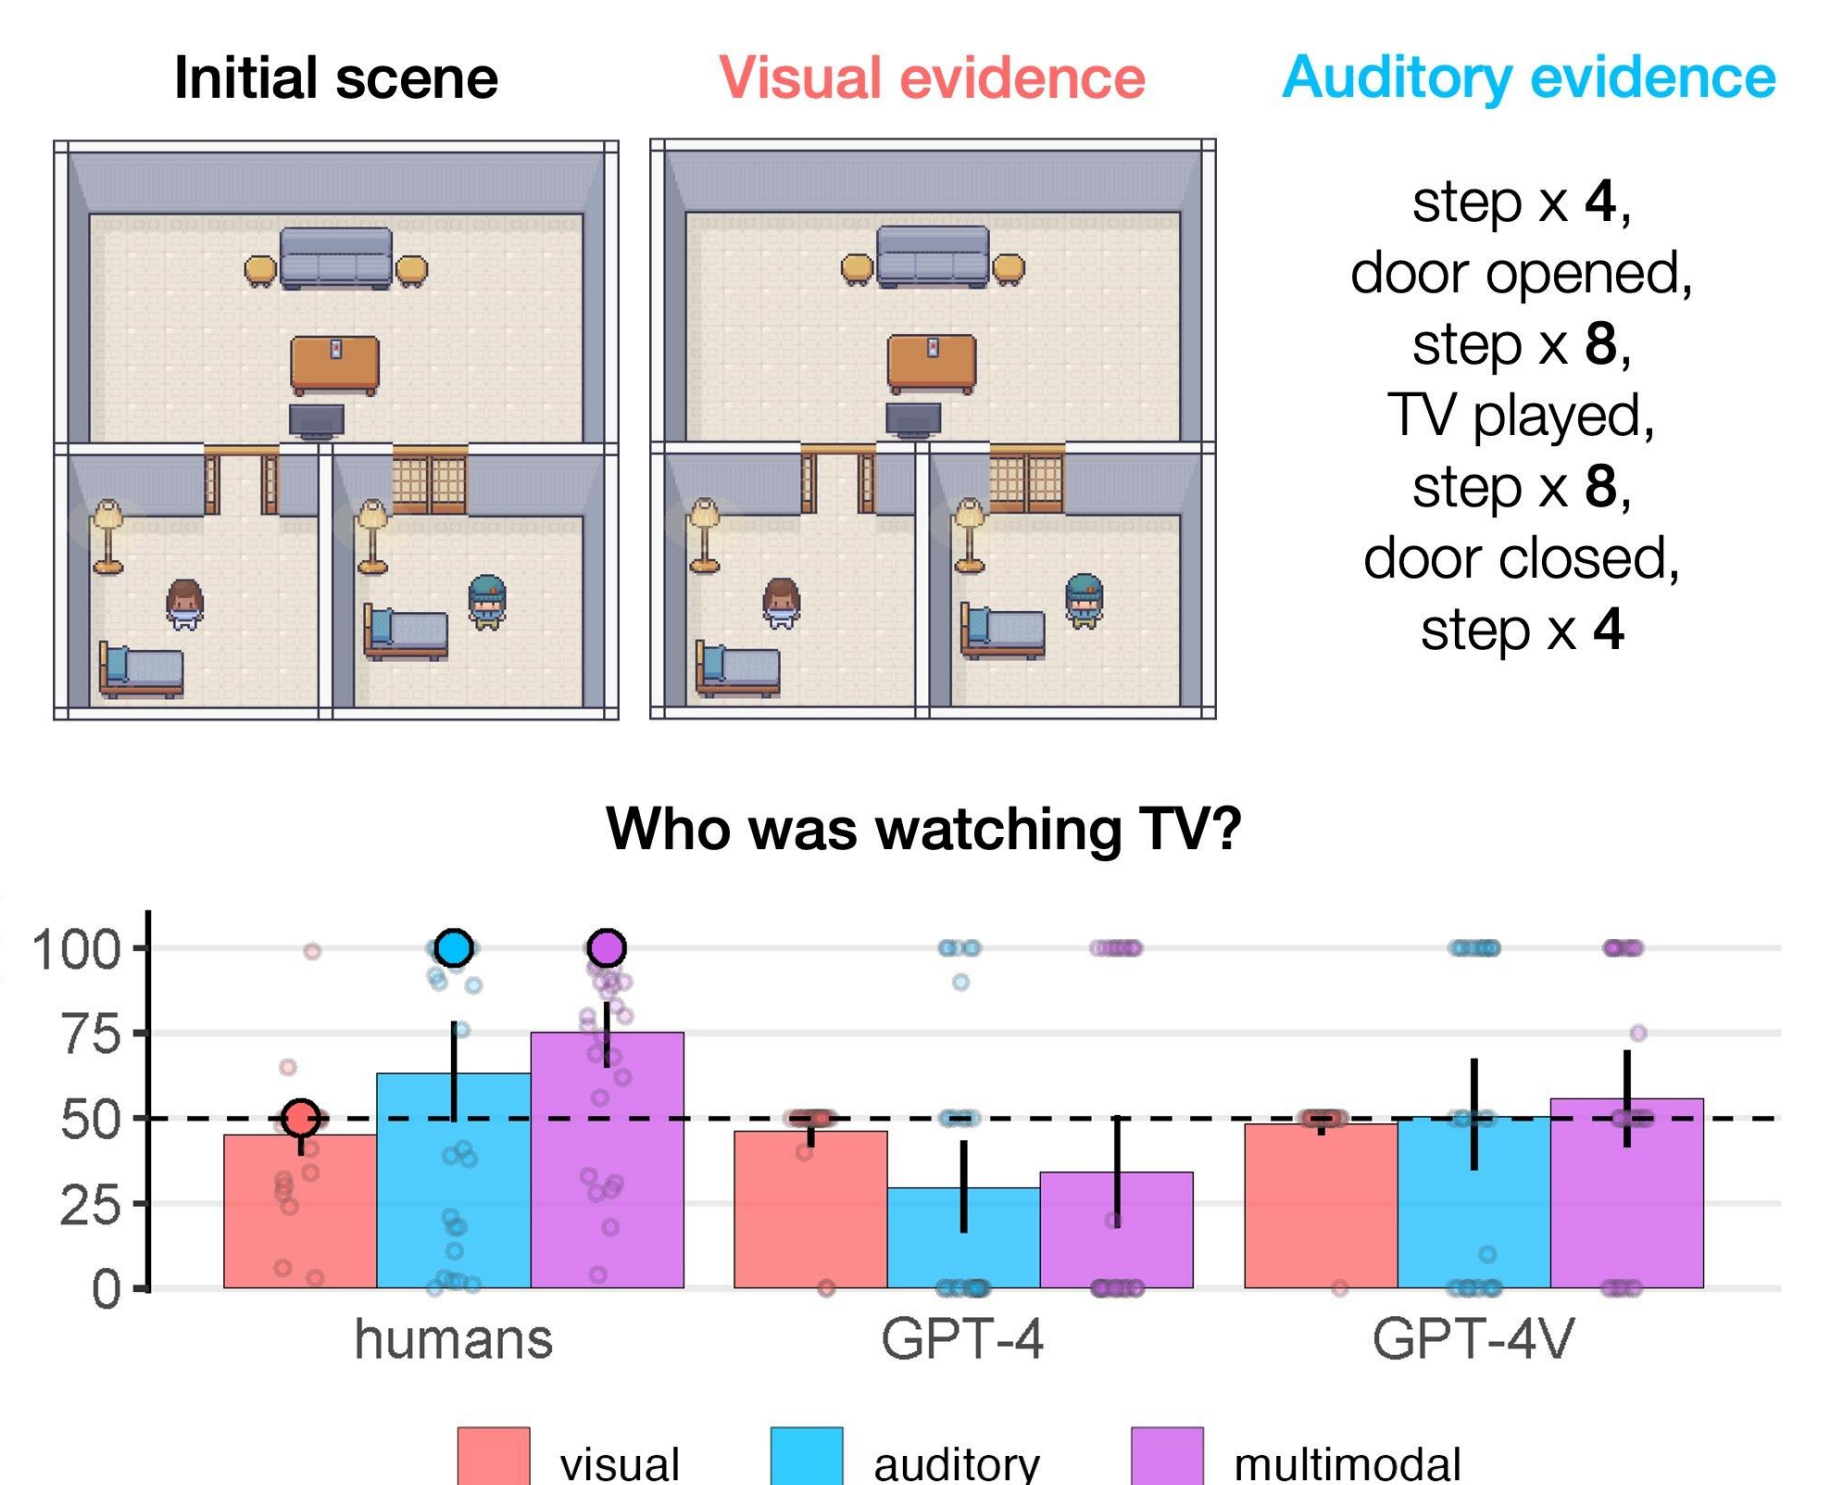 Initial scene
Visual evidence
Auditory evidence
step x 4,
door opened,
step x 8,
TV played,
step x 8,
door closed,
step x 4
Who was watching TV?
100
75
50
25
0
humans
GPT-4
GPT-4V
visual
auditory
multimodal